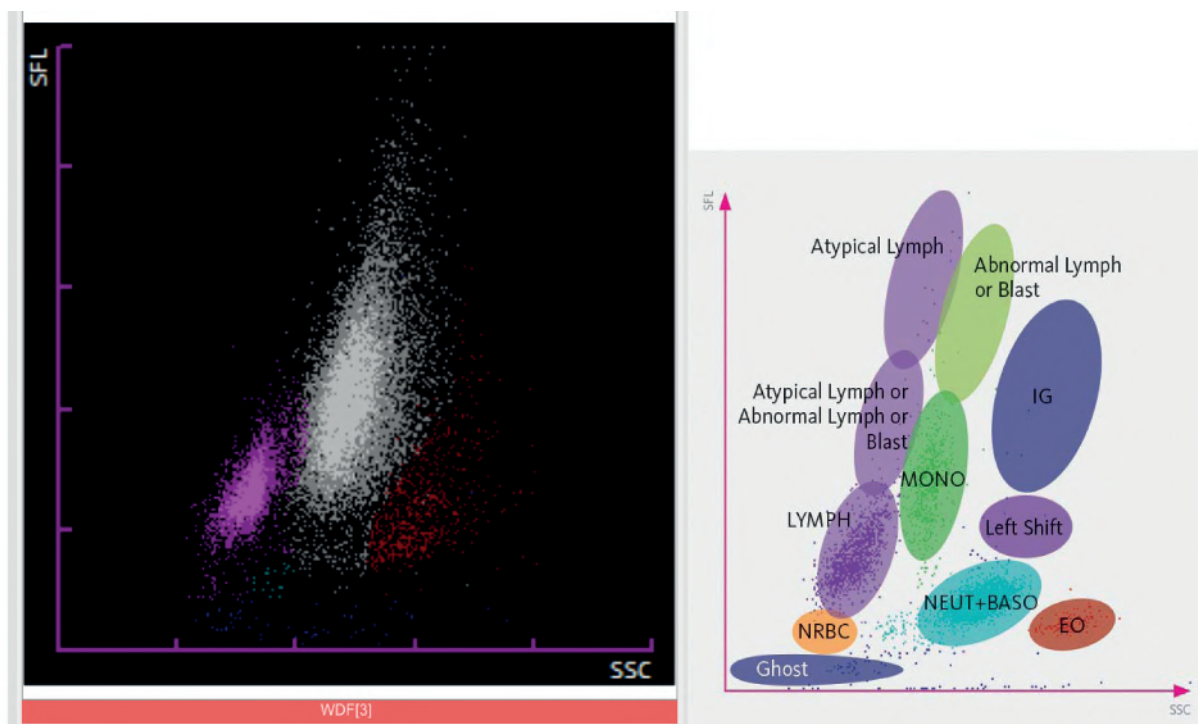 SFL
SSC
WDF[3]
SFL
Atypical Lymph
Abnormal Lymph
or Blast
Atypical Lymph or
Abnormal Lymph or
Blast
IG
MONO
LYMPH
Left Shift
NEUT+BASO
EO
NRBC
Ghost
SSC